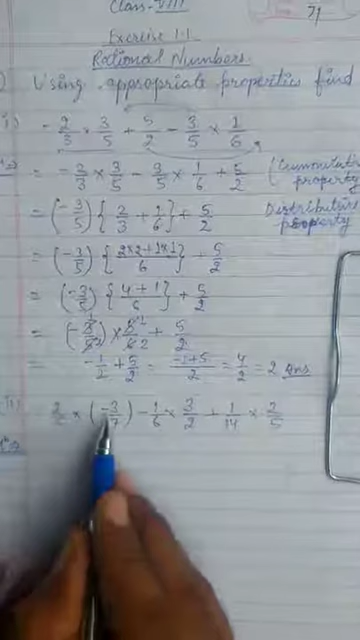 Class-VIII
71
Exercise 1.1
Rational Numbers
Using appropriate properties find
(i) -2/3 × 3/5 + 5/2 - 3/5 × 1/6
= -2/3 × 3/5 - 3/5 × 1/6 + 5/2 (Commutative property)
= (-3/5) {2/3 + 1/6} + 5/2 Distributive property
= (-3/5) {2×2+1×1/6} + 5/2
= (-3/5) {4+1/6} + 5/2
= (-3/5) × 5/6 2 + 5/2
= -1/2 + 5/2 = -1+5/2 = 4/2 = 2 Ans
(ii) 2/5 × (-3/7) - 1/6 × 3/2 + 1/14 × 2/5